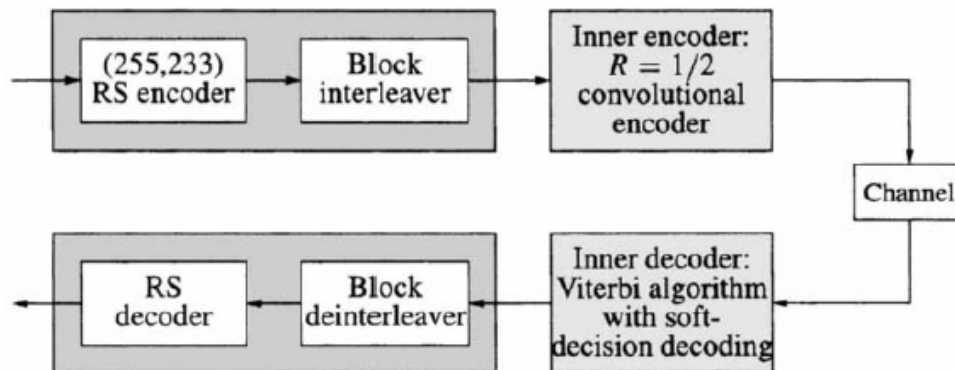 (255,233)
RS encoder
Block
interleaver
Inner encoder:
R = 1/2
convolutional
encoder
Channel
RS
decoder
Block
deinterleaver
Inner decoder:
Viterbi algorithm
with soft-
decision decoding